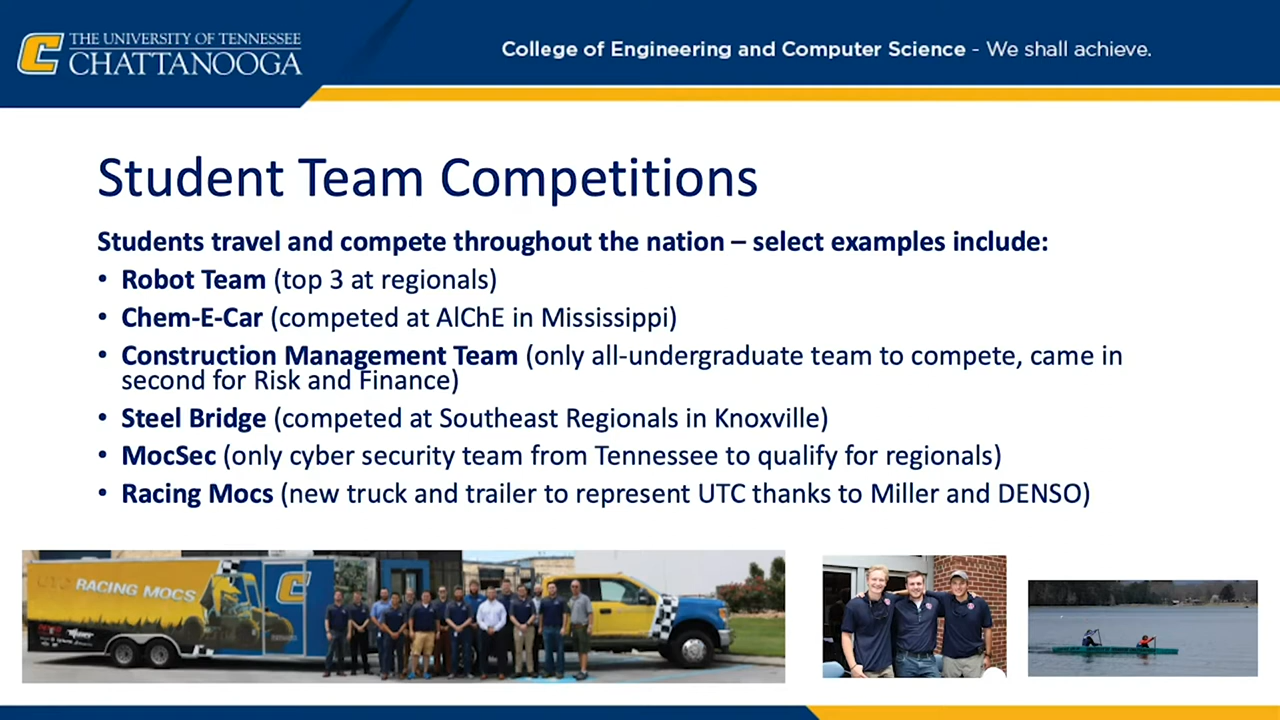 THE UNIVERSITY OF TENNESSEE
CHATTANOOGA
College of Engineering and Computer Science - We shall achieve.
Student Team Competitions
Students travel and compete throughout the nation – select examples include:
• Robot Team (top 3 at regionals)
• Chem-E-Car (competed at AlChE in Mississippi)
• Construction Management Team (only all-undergraduate team to compete, came in
second for Risk and Finance)
• Steel Bridge (competed at Southeast Regionals in Knoxville)
• MocSec (only cyber security team from Tennessee to qualify for regionals)
• Racing Mocs (new truck and trailer to represent UTC thanks to Miller and DENSO)
UTC RACING MOCS